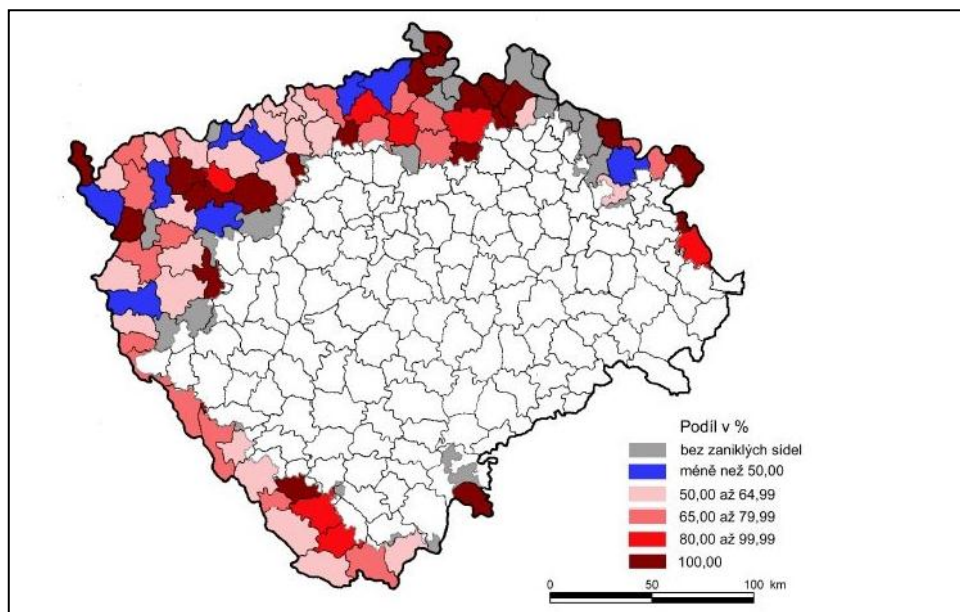 Podíl v %
bez zaniklých sídel
méně než 50,00
50,00 až 64,99
65,00 až 79,99
80,00 až 99,99
100,00
0 50 100 km